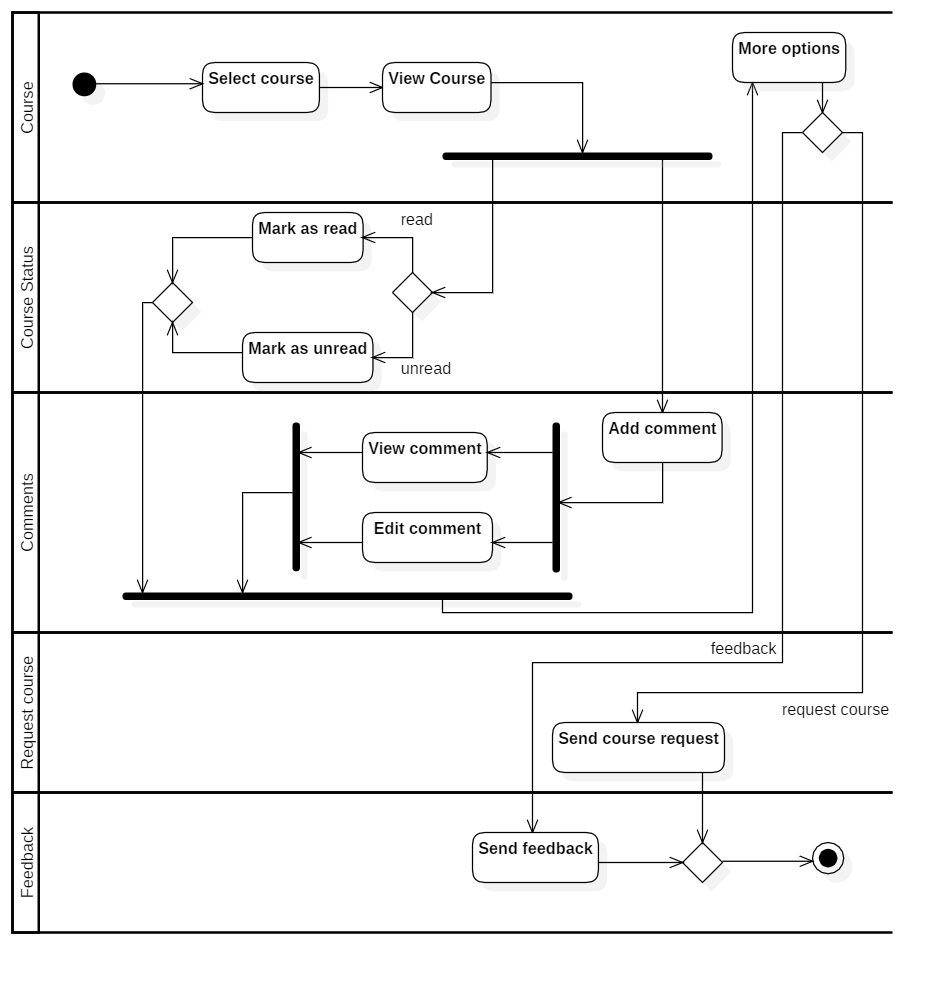 Course
Select course
View Course
More options
Course Status
Mark as read
read
Mark as unread
unread
Comments
Add comment
View comment
Edit comment
Request course
feedback
request course
Send course request
Feedback
Send feedback